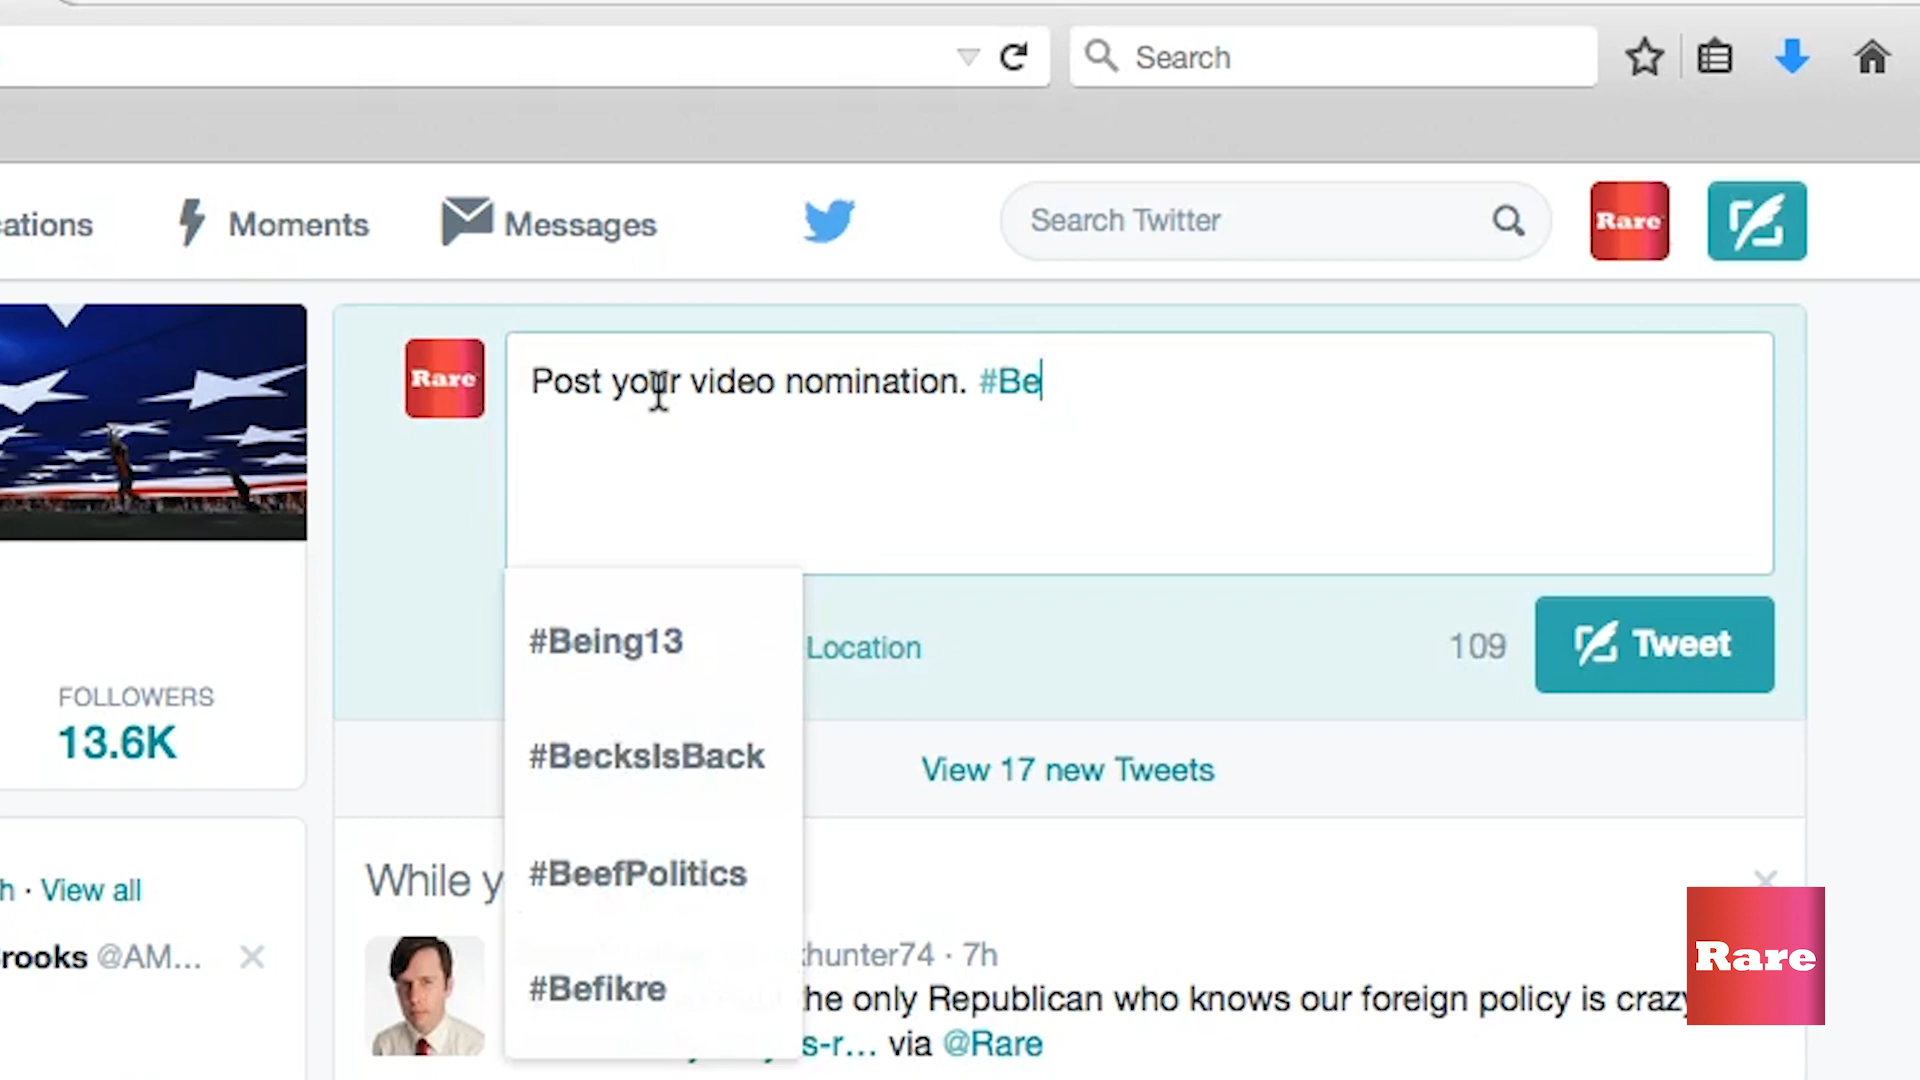 Search
ations
Moments
Messages
Search Twitter
Rare
Rare
Post your video nomination. #Be
#Being13
#BecksIsBack
#BeefPolitics
#Befikre
Location
109
Tweet
FOLLOWERS
13.6K
View 17 new Tweets
While y
h · View all
rooks @AM...
hunter74 · 7h
he only Republican who knows our foreign policy is crazy
s-r... via @Rare
Rare